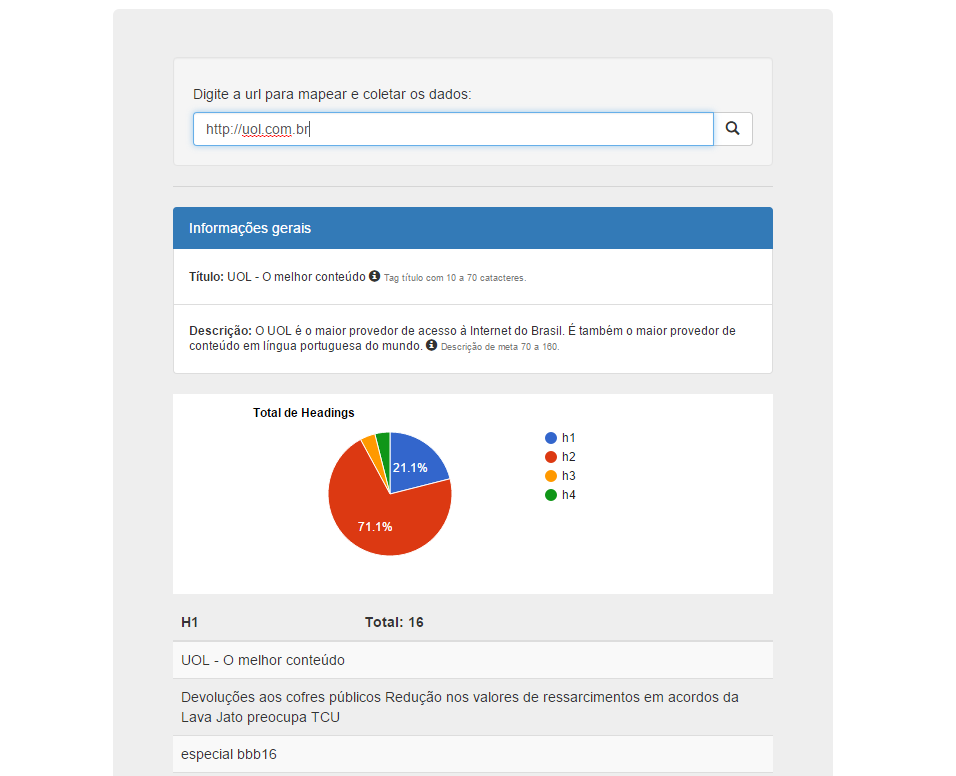 Digite a url para mapear e coletar os dados:
http://uol.com.br
Informações gerais
Título: UOL - O melhor conteúdo Tag título com 10 a 70 catacteres.
Descrição: O UOL é o maior provedor de acesso à Internet do Brasil. É também o maior provedor de
conteúdo em língua portuguesa do mundo. Descrição de meta 70 a 160.
Total de Headings
21.1%
71.1%
h1
h2
h3
h4
H1 Total: 16
UOL - O melhor conteúdo
Devoluções aos cofres públicos Redução nos valores de ressarcimentos em acordos da
Lava Jato preocupa TCU
especial bbb16